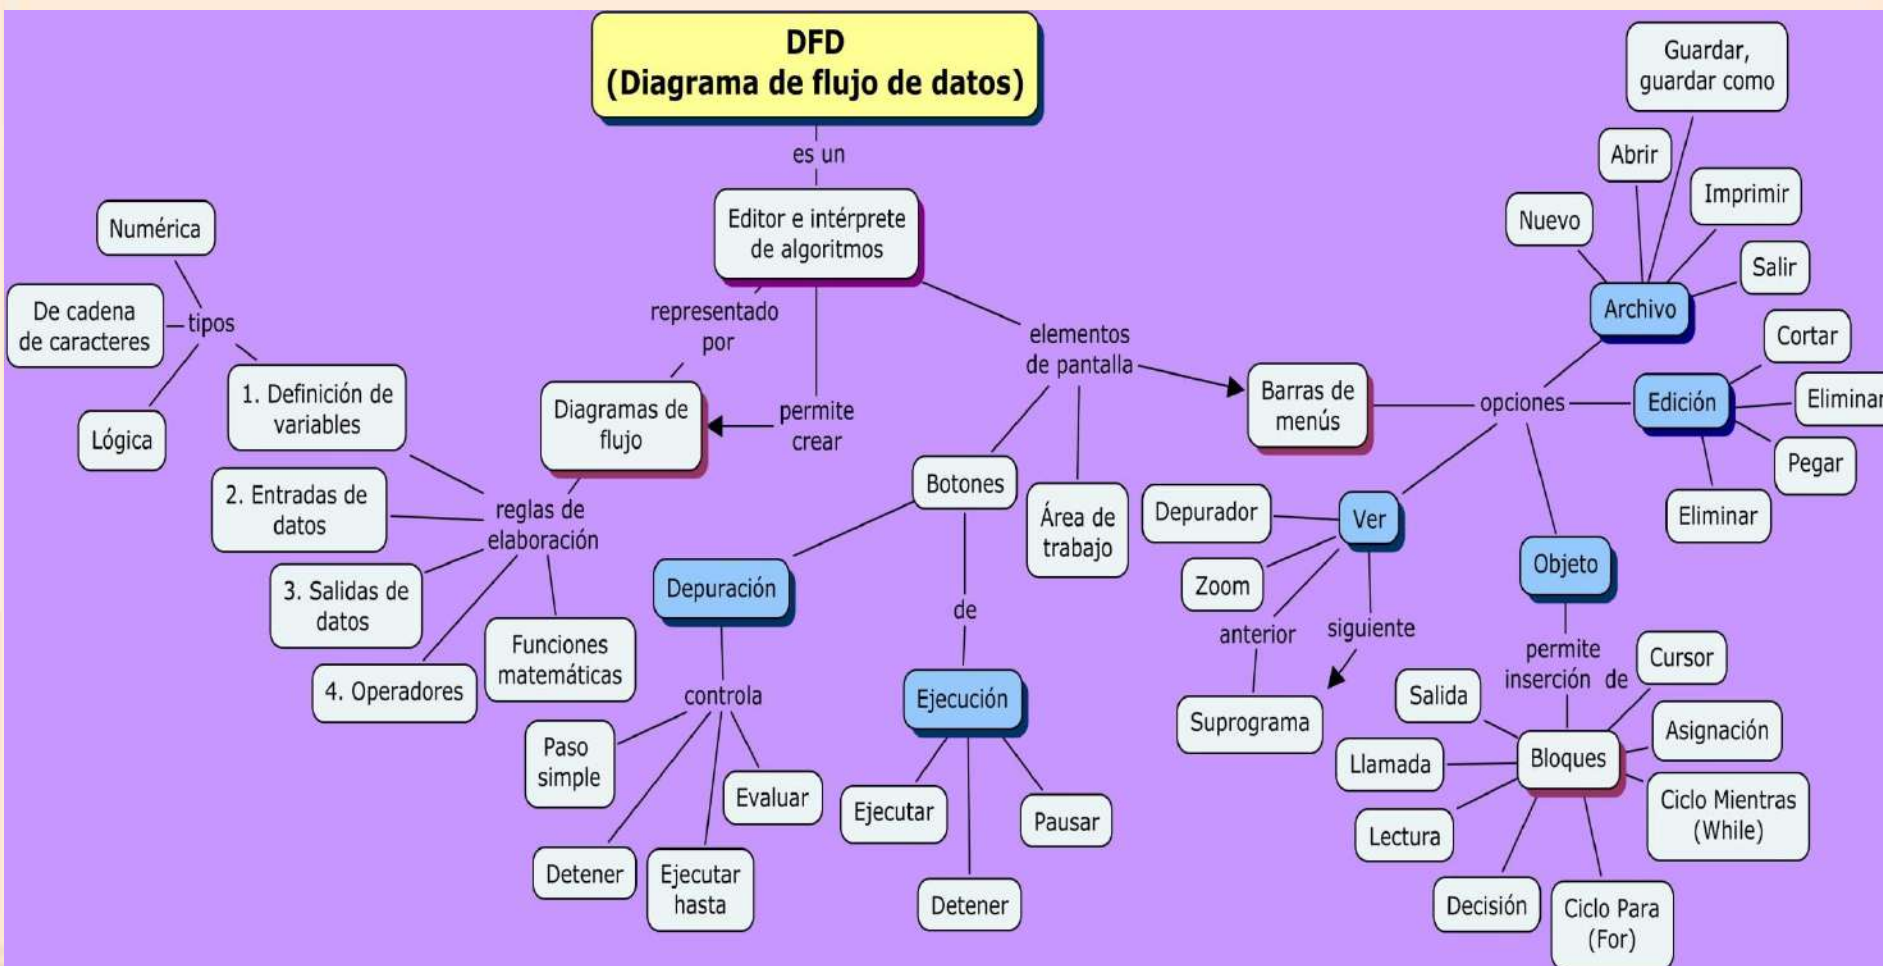 DFD
(Diagrama de flujo de datos)
es un
Editor e intérprete
de algoritmos
representado
por
permite
crear
Diagramas de
flujo
reglas de
elaboración
1. Definición de
variables
tipos
Numérica
De cadena
de caracteres
Lógica
2. Entradas de
datos
3. Salidas de
datos
4. Operadores
Funciones
matemáticas
elementos
de pantalla
Botones
Depuración
controla
Paso
simple
Detener
Ejecutar
hasta
Evaluar
de
Ejecución
Ejecutar
Detener
Pausar
Área de
trabajo
Barras de
menús
opciones
Archivo
Nuevo
Abrir
Guardar,
guardar como
Imprimir
Salir
Edición
Cortar
Eliminar
Pegar
Eliminar
Ver
Depurador
Zoom
anterior
siguiente
Suprograma
Objeto
permite
inserción de
Bloques
Cursor
Salida
Asignación
Llamada
Ciclo Mientras
(While)
Lectura
Decisión
Ciclo Para
(For)